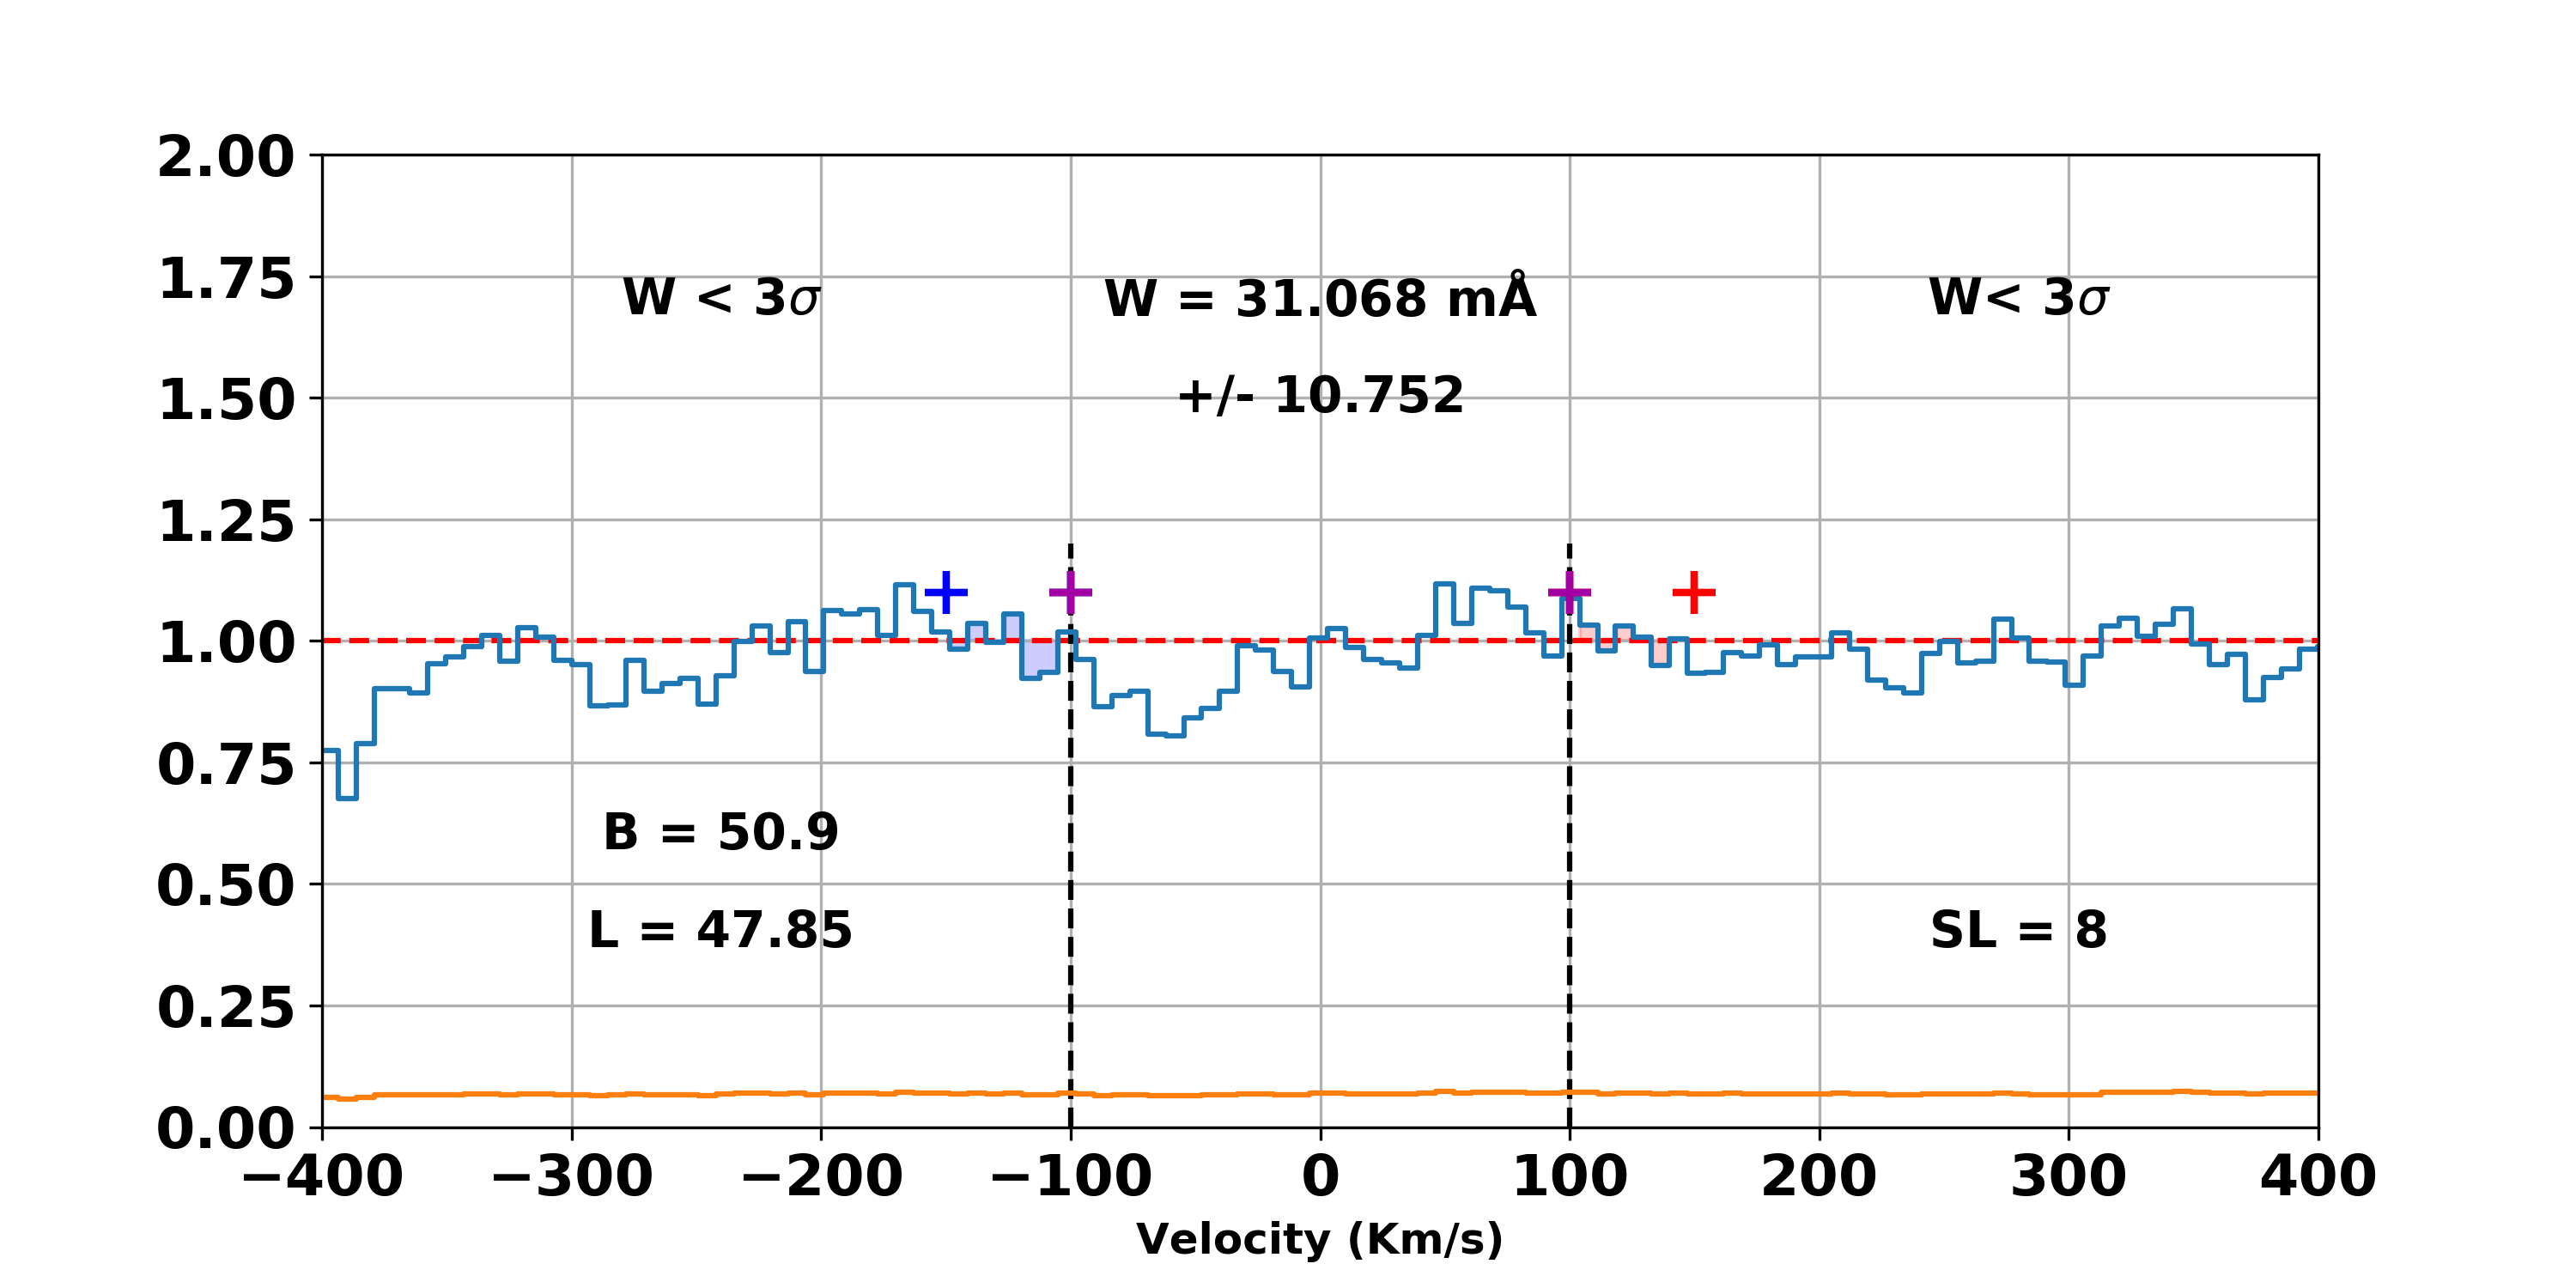 2.00
1.75
1.50
1.25
1.00
0.75
0.50
0.25
0.00
W < 3σ
W = 31.068 mÅ
W< 3σ
+/- 10.752
B = 50.9
L = 47.85
SL = 8
−400 −300 −200 −100 0 100 200 300 400
Velocity (Km/s)